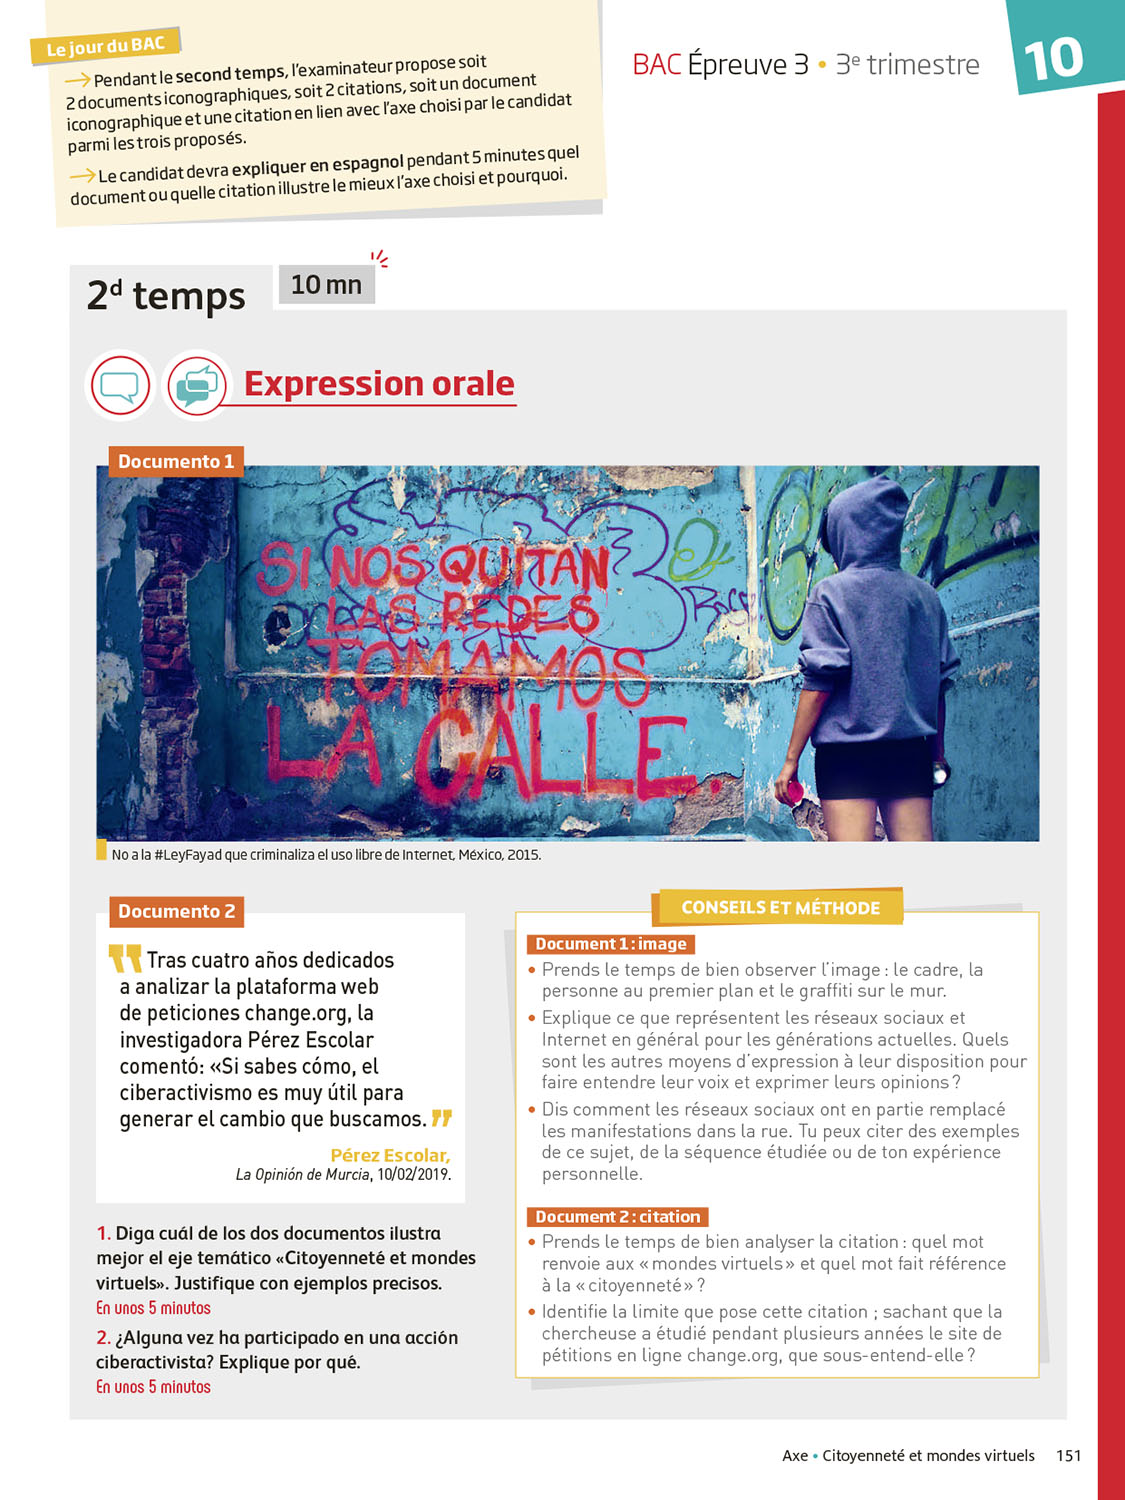 Le jour du BAC
Pendant le second temps, l'examinateur propose soit
2 documents iconographiques, soit 2 citations, soit un document
iconographique et une citation en lien avec l'axe choisi par le candidat
parmi les trois proposés.
Le candidat devra expliquer en espagnol pendant 5 minutes quel
document ou quelle citation illustre le mieux l'axe choisi et pourquoi.
BAC Épreuve 3 • 3e trimestre
10
2d temps
10 mn
Expression orale
Documento 1
SI NOS QUITAN
LAS REDES
TOMAMOS
LA CALLE.
No a la #LeyFayad que criminaliza el uso libre de Internet, México, 2015.
Documento 2
Tras cuatro años dedicados
a analizar la plataforma web
de peticiones change.org, la
investigadora Pérez Escolar
comentó: «Si sabes cómo, el
ciberactivismo es muy útil para
generar el cambio que buscamos.
Pérez Escolar,
La Opinión de Murcia, 10/02/2019.
1. Diga cuál de los dos documentos ilustra
mejor el eje temático «Citoyenneté et mondes
virtuels». Justifique con ejemplos precisos.
En unos 5 minutos
2. ¿Alguna vez ha participado en una acción
ciberactivista? Explique por qué.
En unos 5 minutos
CONSEILS ET MÉTHODE
Document 1 : image
• Prends le temps de bien observer l'image : le cadre, la
personne au premier plan et le graffiti sur le mur.
• Explique ce que représentent les réseaux sociaux et
Internet en général pour les générations actuelles. Quels
sont les autres moyens d'expression à leur disposition pour
faire entendre leur voix et exprimer leurs opinions ?
• Dis comment les réseaux sociaux ont en partie remplacé
les manifestations dans la rue. Tu peux citer des exemples
de ce sujet, de la séquence étudiée ou de ton expérience
personnelle.
Document 2 : citation
• Prends le temps de bien analyser la citation : quel mot
renvoie aux « mondes virtuels » et quel mot fait référence
à la « citoyenneté » ?
• Identifie la limite que pose cette citation ; sachant que la
chercheuse a étudié pendant plusieurs années le site de
pétitions en ligne change.org, que sous-entend-elle ?
Axe • Citoyenneté et mondes virtuels 151